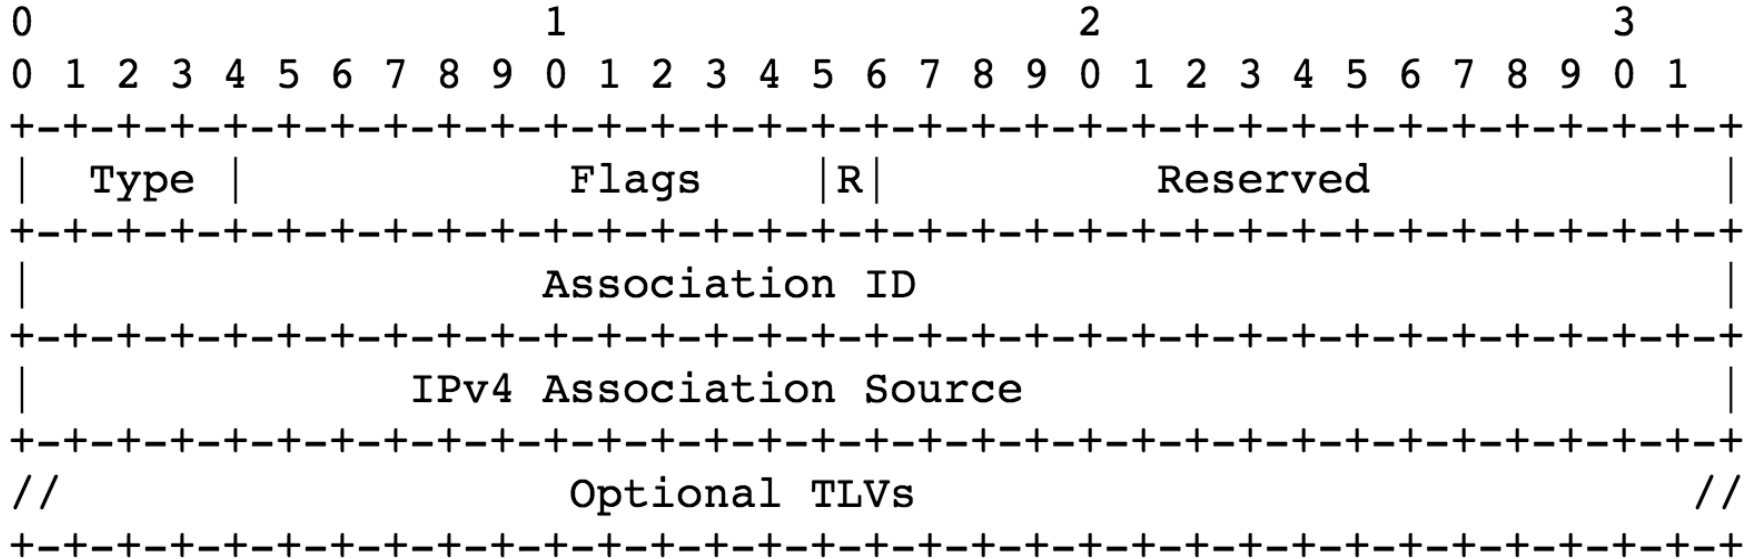 0                   1                   2                   3
0 1 2 3 4 5 6 7 8 9 0 1 2 3 4 5 6 7 8 9 0 1 2 3 4 5 6 7 8 9 0 1
+-+-+-+-+-+-+-+-+-+-+-+-+-+-+-+-+-+-+-+-+-+-+-+-+-+-+-+-+-+-+-+-+
|  Type |            Flags    |R|          Reserved             |
+-+-+-+-+-+-+-+-+-+-+-+-+-+-+-+-+-+-+-+-+-+-+-+-+-+-+-+-+-+-+-+-+
|                   Association ID                              |
+-+-+-+-+-+-+-+-+-+-+-+-+-+-+-+-+-+-+-+-+-+-+-+-+-+-+-+-+-+-+-+-+
|              IPv4 Association Source                          |
+-+-+-+-+-+-+-+-+-+-+-+-+-+-+-+-+-+-+-+-+-+-+-+-+-+-+-+-+-+-+-+-+
//                   Optional TLVs                             //
+-+-+-+-+-+-+-+-+-+-+-+-+-+-+-+-+-+-+-+-+-+-+-+-+-+-+-+-+-+-+-+-+